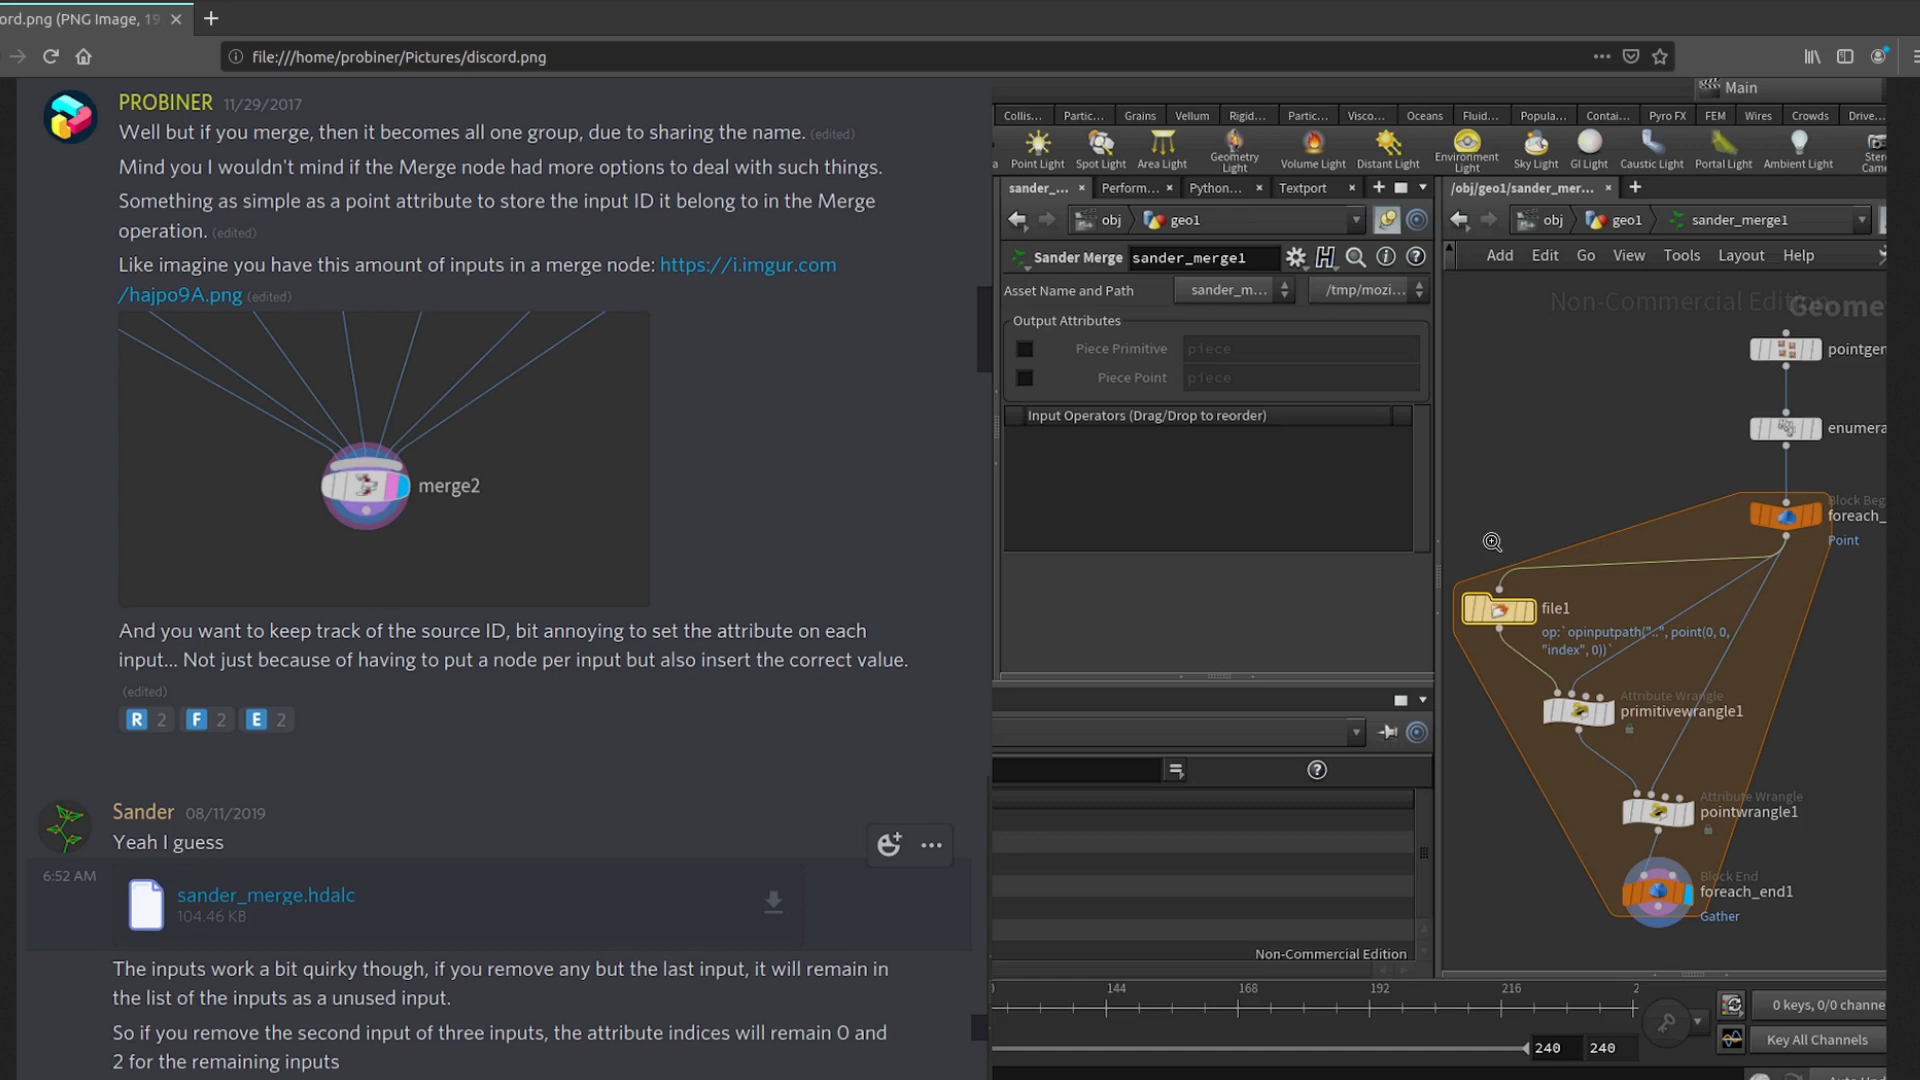 ord.png (PNG Image, 19
file:///home/probiner/Pictures/discord.png
PROBINER 11/29/2017
Well but if you merge, then it becomes all one group, due to sharing the name. (edited)
Mind you I wouldn't mind if the Merge node had more options to deal with such things.
Something as simple as a point attribute to store the input ID it belong to in the Merge
operation. (edited)
Like imagine you have this amount of inputs in a merge node: https://i.imgur.com
/hajpo9A.png (edited)
merge2
And you want to keep track of the source ID, bit annoying to set the attribute on each
input... Not just because of having to put a node per input but also insert the correct value.
(edited)
R 2 F 2 E 2
Sander 08/11/2019
Yeah I guess
6:52 AM
sander_merge.hdalc
104.46 KB
The inputs work a bit quirky though, if you remove any but the last input, it will remain in
the list of the inputs as a unused input.
So if you remove the second input of three inputs, the attribute indices will remain 0 and
2 for the remaining inputs
Main
Collis... Partic... Grains Vellum Rigid... Partic... Visco... Oceans Fluid... Popula... Contai... Pyro FX FEM Wires Crowds Drive...
a Point Light Spot Light Area Light Geometry Light Volume Light Distant Light Environment Light Sky Light GI Light Caustic Light Portal Light Ambient Light Ster Came
sander_... Perform... Python... Textport
obj geo1
Sander Merge sander_merge1
Asset Name and Path sander_m... /tmp/mozi...
Output Attributes
Piece Primitive piece
Piece Point piece
Input Operators (Drag/Drop to reorder)
Non-Commercial Edition
/obj/geo1/sander_mer...
obj geo1 sander_merge1
Add Edit Go View Tools Layout Help
Non-Commercial Edition
Geome
pointgen
enumera
Block Beg
foreach_
Point
file1
op:`opinputpath("..", point(0, 0,
"index", 0))`
Attribute Wrangle
primitivewrangle1
Attribute Wrangle
pointwrangle1
Block End
foreach_end1
Gather
144 168 192 216 2
0 keys, 0/0 channe
240 240
Key All Channels